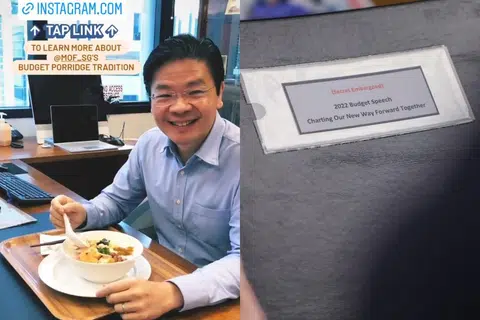 INSTAGRAM.COM
↑ TAP LINK ↑
TO LEARN MORE ABOUT
@MOF_SG'S
BUDGET PORRIDGE TRADITION
(Secret Embargoed)
2022 Budget Speech
Charting Our New Way Forward Together